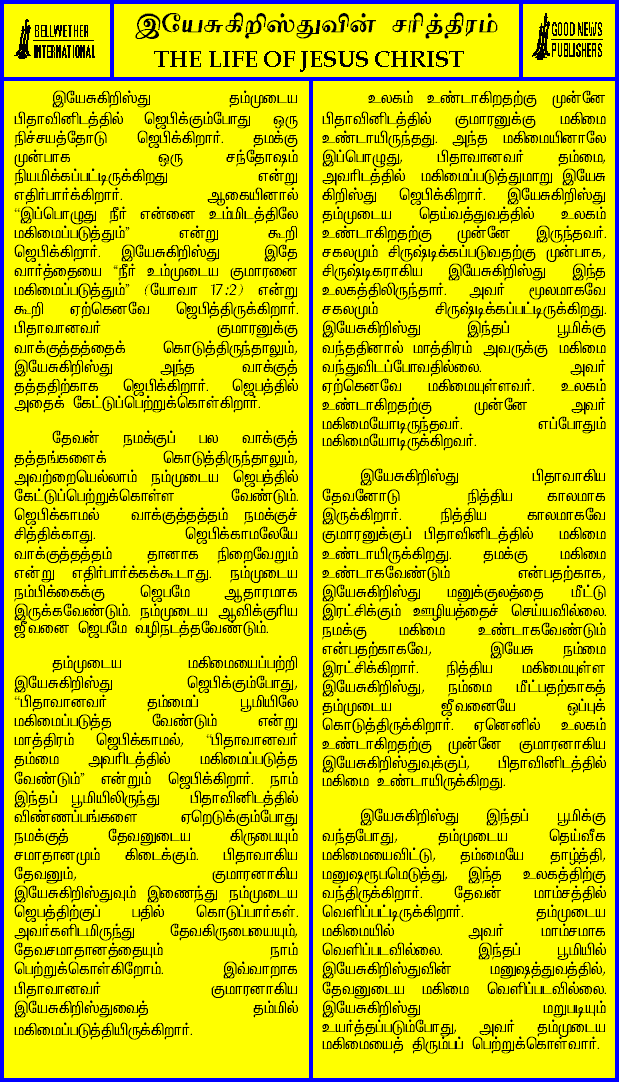 BELLWETHER
INTERNATIONAL
இயேசுகிறிஸ்துவின் சரித்திரம்
THE LIFE OF JESUS CHRIST
GOOD NEWS
PUBLISHERS
இயேசுகிறிஸ்து தம்முடைய
பிதாவினிடத்தில் ஜெபிக்கும்போது ஒரு
நிச்சயத்தோடு ஜெபிக்கிறார். தமக்கு
முன்பாக ஒரு சந்தோஷம்
நியமிக்கப்பட்டிருக்கிறது என்று
எதிர்பார்க்கிறார். ஆகையினால்
“இப்பொழுது நீர் என்னை உம்மிடத்திலே
மகிமைப்படுத்தும்” என்று கூறி
ஜெபிக்கிறார். இயேசுகிறிஸ்து இதே
வார்த்தையை “நீர் உம்முடைய குமாரனை
மகிமைப்படுத்தும்” (யோவா 17:2) என்று
கூறி ஏற்கெனவே ஜெபித்திருக்கிறார்.
பிதாவானவர் குமாரனுக்கு
வாக்குத்தத்தைக் கொடுத்திருந்தாலும்,
இயேசுகிறிஸ்து அந்த வாக்குத்
தத்ததிற்காக ஜெபிக்கிறார். ஜெபத்தில்
அதைக் கேட்டுப்பெற்றுக்கொள்கிறார்.
தேவன் நமக்குப் பல வாக்குத்
தத்தங்களைக் கொடுத்திருந்தாலும்,
அவற்றையெல்லாம் நம்முடைய ஜெபத்தில்
கேட்டுப்பெற்றுக்கொள்ள வேண்டும்.
ஜெபிக்காமல் வாக்குத்தத்தம் நமக்குச்
சித்திக்காது. ஜெபிக்காமலேயே
வாக்குத்தத்தம் தானாக நிறைவேறும்
என்று எதிர்பார்க்கக்கூடாது. நம்முடைய
நம்பிக்கைக்கு ஜெபமே ஆதாரமாக
இருக்கவேண்டும். நம்முடைய ஆவிக்குரிய
ஜீவனை ஜெபமே வழிநடத்தவேண்டும்.
தம்முடைய மகிமையைப்பற்றி
இயேசுகிறிஸ்து ஜெபிக்கும்போது,
“பிதாவானவர் தம்மைப் பூமியிலே
மகிமைப்படுத்த வேண்டும் என்று
மாத்திரம் ஜெபிக்காமல், “பிதாவானவர்
தம்மை அவரிடத்தில் மகிமைப்படுத்த
வேண்டும்” என்றும் ஜெபிக்கிறார். நாம்
இந்தப் பூமியிலிருந்து பிதாவினிடத்தில்
விண்ணப்பங்களை ஏறெடுக்கும்போது
நமக்குத் தேவனுடைய கிருபையும்
சமாதானமும் கிடைக்கும். பிதாவாகிய
தேவனும், குமாரனாகிய
இயேசுகிறிஸ்துவும் இணைந்து நம்முடைய
ஜெபத்திற்குப் பதில் கொடுப்பார்கள்.
அவர்களிடமிருந்து தேவகிருபையையும்,
தேவசமாதானத்தையும் நாம்
பெற்றுக்கொள்கிறோம். இவ்வாறாக
பிதாவானவர் குமாரனாகிய
இயேசுகிறிஸ்துவைத் தம்மில்
மகிமைப்படுத்தியிருக்கிறார்.
உலகம் உண்டாகிறதற்கு முன்னே
பிதாவினிடத்தில் குமாரனுக்கு மகிமை
உண்டாயிருந்தது. அந்த மகிமையினாலே
இப்பொழுது, பிதாவானவர் தம்மை,
அவரிடத்தில் மகிமைப்படுத்துமாறு இயேசு
கிறிஸ்து ஜெபிக்கிறார். இயேசுகிறிஸ்து
தம்முடைய தெய்வத்துவத்தில் உலகம்
உண்டாகிறதற்கு முன்னே இருந்தவர்.
சகலமும் சிருஷ்டிக்கப்படுவதற்கு முன்பாக,
சிருஷ்டிகராகிய இயேசுகிறிஸ்து இந்த
உலகத்திலிருந்தார். அவர் மூலமாகவே
சகலமும் சிருஷ்டிக்கப்பட்டிருக்கிறது.
இயேசுகிறிஸ்து இந்தப் பூமிக்கு
வந்ததினால் மாத்திரம் அவருக்கு மகிமை
வந்துவிடப்போவதில்லை. அவர்
ஏற்கெனவே மகிமையுள்ளவர். உலகம்
உண்டாகிறதற்கு முன்னே அவர்
மகிமையோடிருந்தவர். எப்போதும்
மகிமையோடிருக்கிறவர்.
இயேசுகிறிஸ்து பிதாவாகிய
தேவனோடு நித்திய காலமாக
இருக்கிறார். நித்திய காலமாகவே
குமாரனுக்குப் பிதாவினிடத்தில் மகிமை
உண்டாயிருக்கிறது. தமக்கு மகிமை
உண்டாகவேண்டும் என்பதற்காக,
இயேசுகிறிஸ்து மனுக்குலத்தை மீட்டு
இரட்சிக்கும் ஊழியத்தைச் செய்யவில்லை.
நமக்கு மகிமை உண்டாகவேண்டும்
என்பதற்காகவே, இயேசு நம்மை
இரட்சிக்கிறார். நித்திய மகிமையுள்ள
இயேசுகிறிஸ்து, நம்மை மீட்பதற்காகத்
தம்முடைய ஜீவனையே ஒப்புக்
கொடுத்திருக்கிறார். ஏனெனில் உலகம்
உண்டாகிறதற்கு முன்னே குமாரனாகிய
இயேசுகிறிஸ்துவுக்குப், பிதாவினிடத்தில்
மகிமை உண்டாயிருக்கிறது.
இயேசுகிறிஸ்து இந்தப் பூமிக்கு
வந்தபோது, தம்முடைய தெய்வீக
மகிமையைவிட்டு, தம்மையே தாழ்த்தி,
மனுஷரூபமெடுத்து, இந்த உலகத்திற்கு
வந்திருக்கிறார். தேவன் மாம்சத்தில்
வெளிப்பட்டிருக்கிறார். தம்முடைய
மகிமையில் அவர் மாம்சமாக
வெளிப்படவில்லை. இந்தப் பூமியில்
இயேசுகிறிஸ்துவின் மனுஷத்துவத்தில்,
தேவனுடைய மகிமை வெளிப்படவில்லை.
இயேசுகிறிஸ்து மறுபடியும்
உயர்த்தப்படும்போது, அவர் தம்முடைய
மகிமையைத் திரும்பப் பெற்றுக்கொள்வார்.